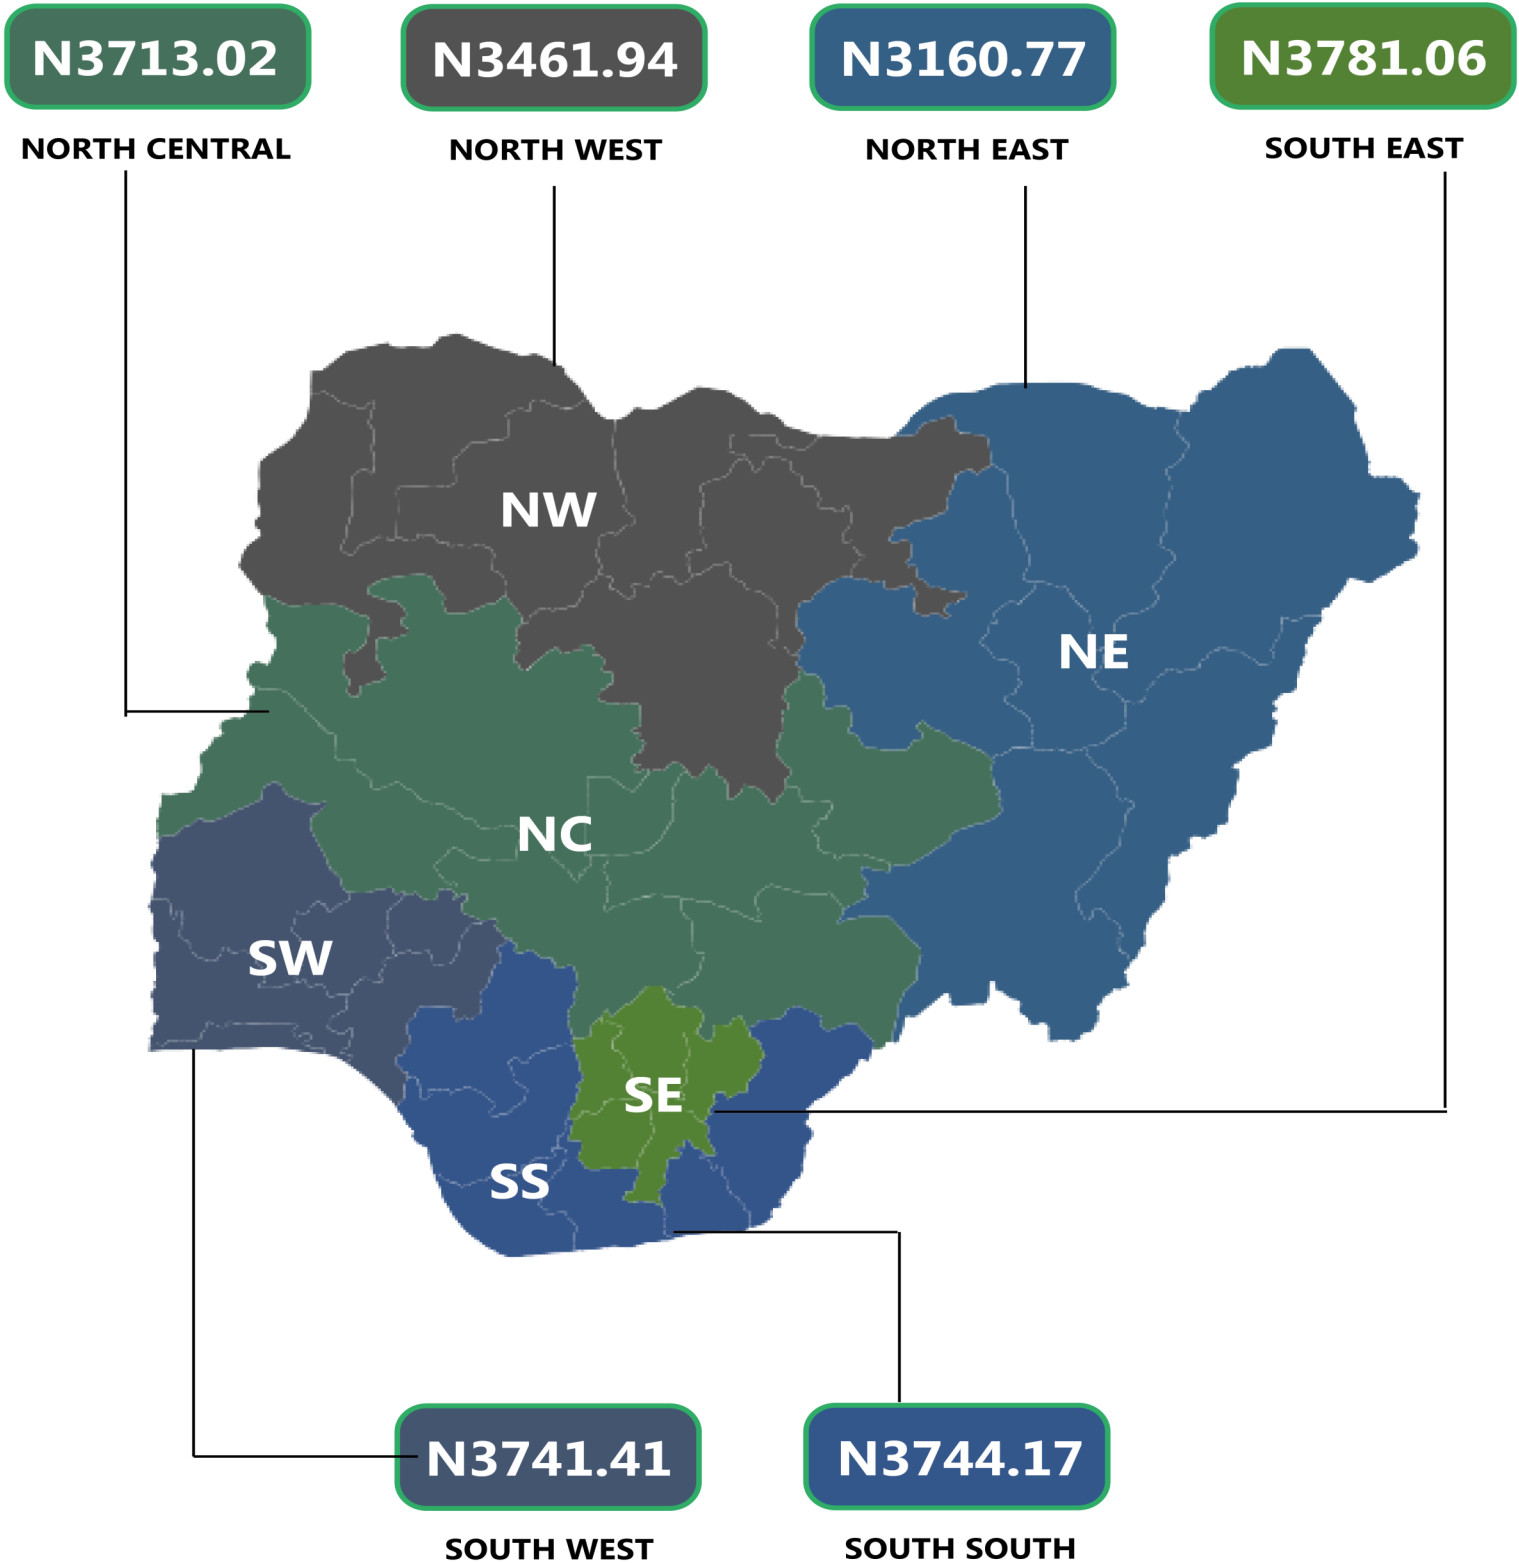 N3713.02
N3461.94
N3160.77
N3781.06
NORTH CENTRAL
NORTH WEST
NORTH EAST
SOUTH EAST
NW
NE
NC
SW
SE
SS
N3741.41
N3744.17
SOUTH WEST
SOUTH SOUTH